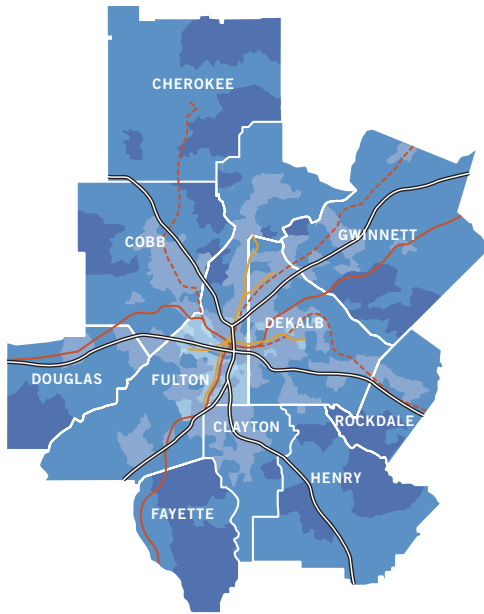 CHEROKEE
COBB
GWINNETT
DEKALB
DOUGLAS
FULTON
ROCKDALE
CLAYTON
HENRY
FAYETTE